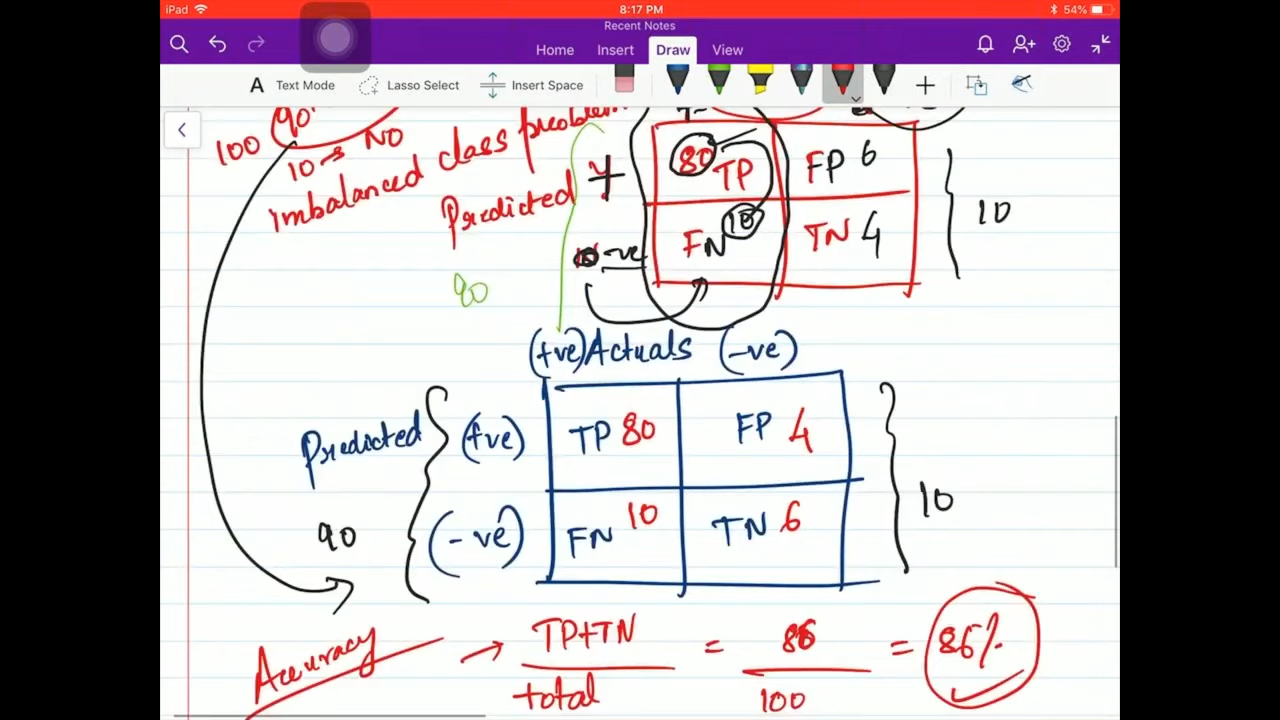 iPad 8:17 PM 54%
Recent Notes
Home Insert Draw View
A Text Mode Lasso Select Insert Space
100 90
10 → NO
imbalanced class problem
Predicted
80 TP FP 6
-ve FN 10 TN 4
10
90
(+ve) Actuals (-ve)
Predicted (+ve) TP 80 FP 4
90 (-ve) FN 10 TN 6
10
Accuracy → TP+TN / total = 86 / 100 = 86%